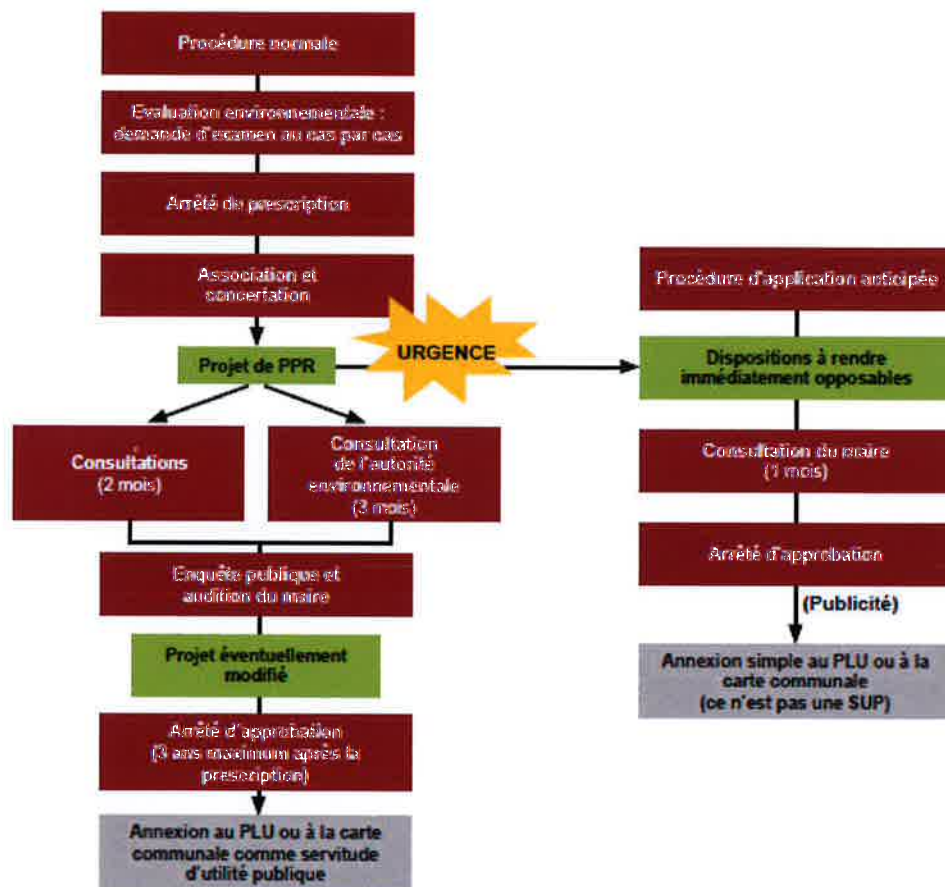 Procédure normale
Evaluation environnementale :
demande d'examen au cas par cas
Arrêté de prescription
Association et
concertation
URGENCE
Projet de PPR
Consultations
(2 mois)
Consultation
de l'autorité
environnementale
(3 mois)
Enquête publique et
audition du maire
Projet éventuellement
modifié
Arrêté d'approbation
(3 ans maximum après la
prescription)
Annexion au PLU ou à la carte
communale comme servitude
d'utilité publique
Procédure d'application anticipée
Dispositions à rendre
immédiatement opposables
Consultation du maire
(1 mois)
Arrêté d'approbation
(Publicité)
Annexion simple au PLU ou à la
carte communale
(ce n'est pas une SUP)